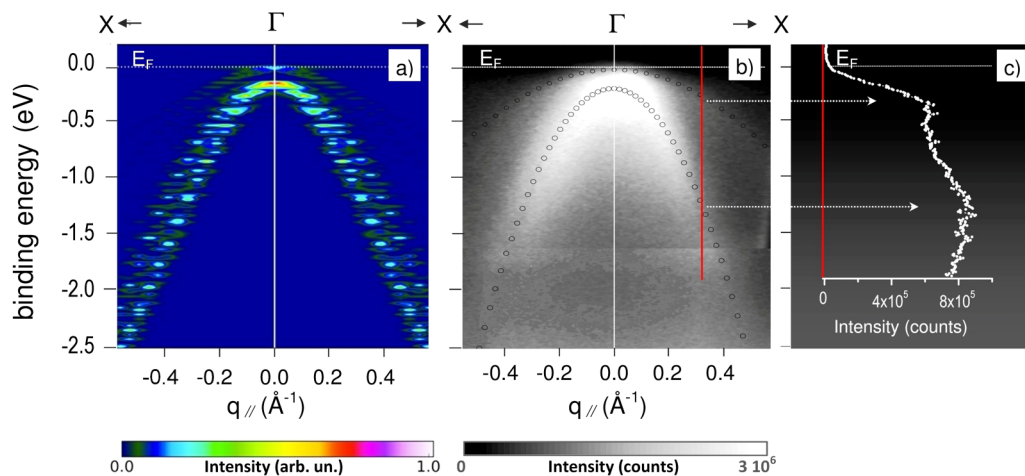 X Γ X Γ X
E_F a) E_F b) E_F c)
binding energy (eV)
0.0
-0.5
-1.0
-1.5
-2.0
-2.5
0 4x10⁵ 8x10⁵
Intensity (counts)
-0.4 -0.2 0.0 0.2 0.4 -0.4 -0.2 0.0 0.2 0.4
q // (Å⁻¹) q // (Å⁻¹)
0.0 Intensity (arb. un.) 1.0 0 Intensity (counts) 3 10⁶